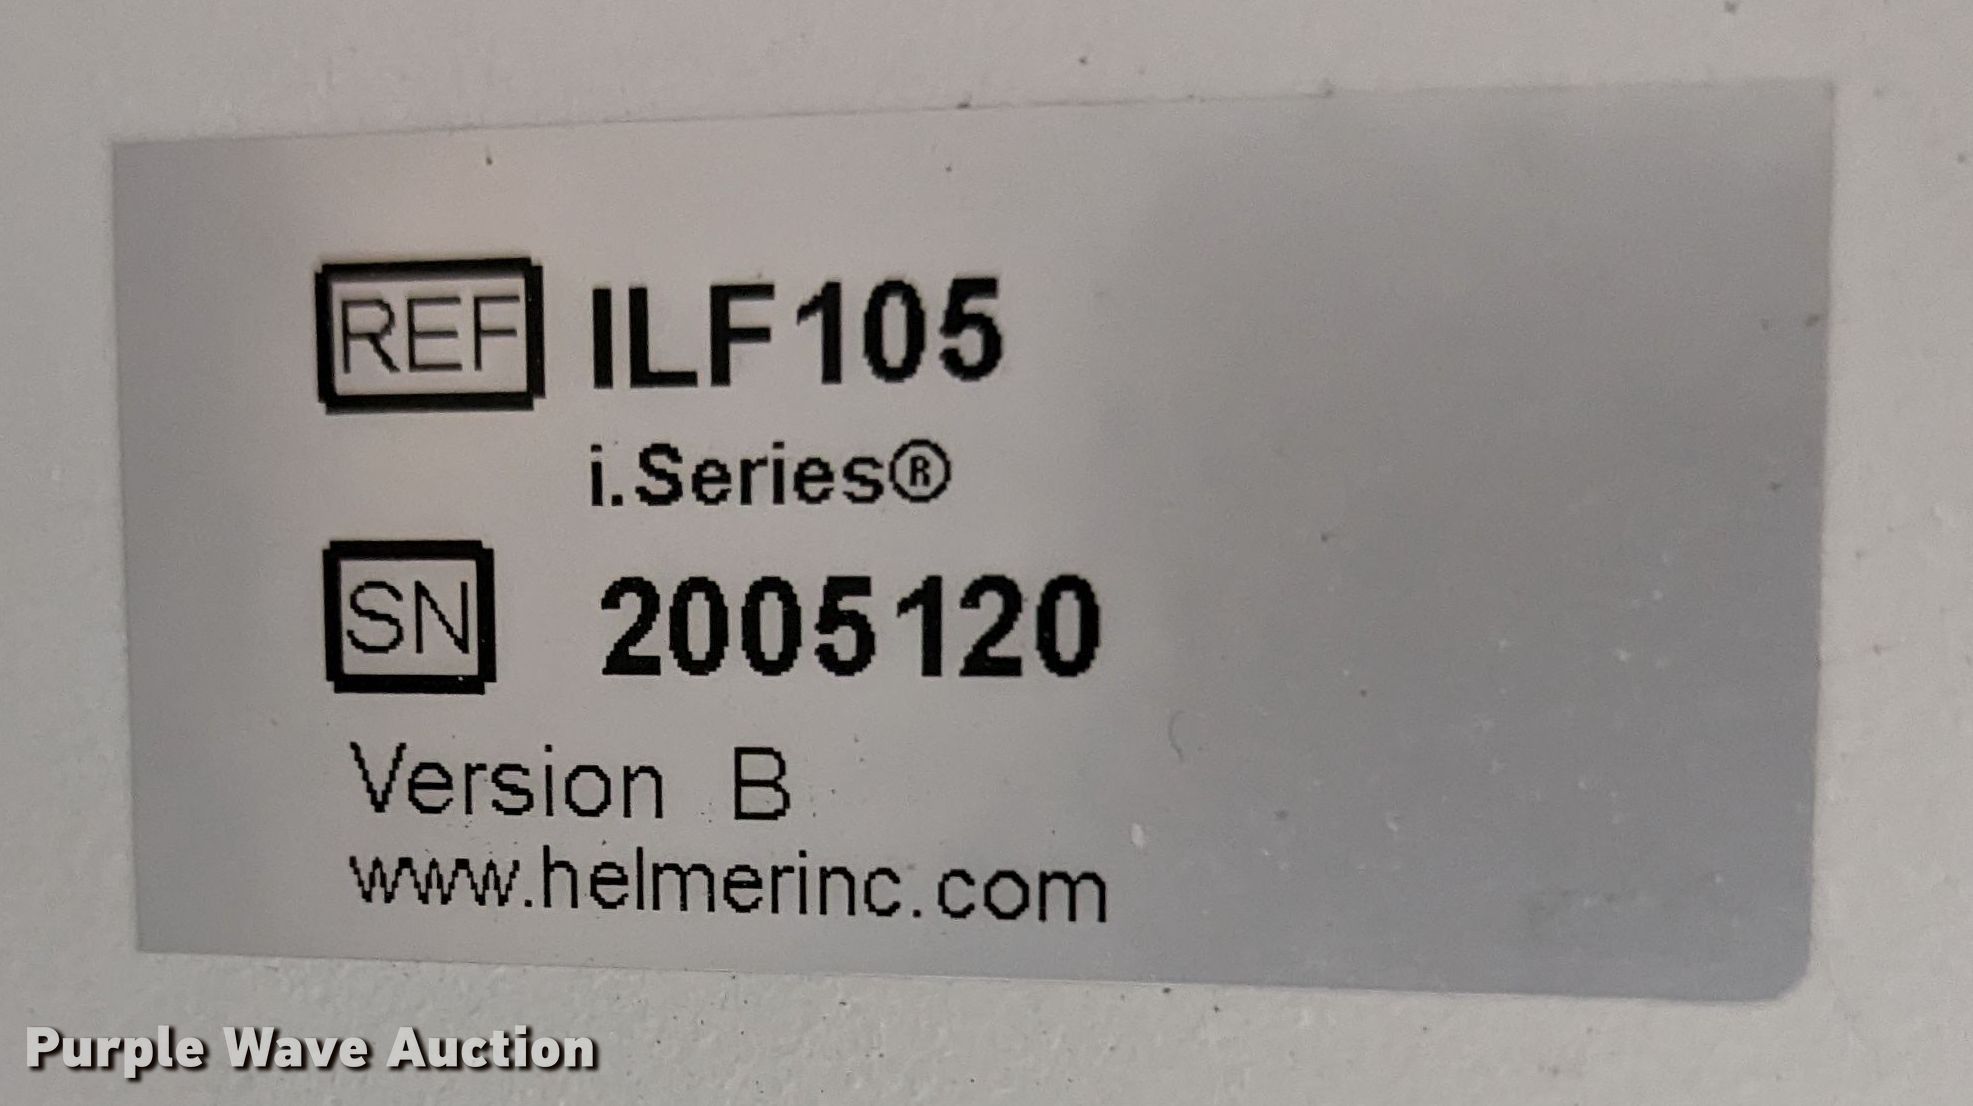 REF ILF105
i.Series®
SN 2005120
Version B
www.helmerinc.com
Purple Wave Auction